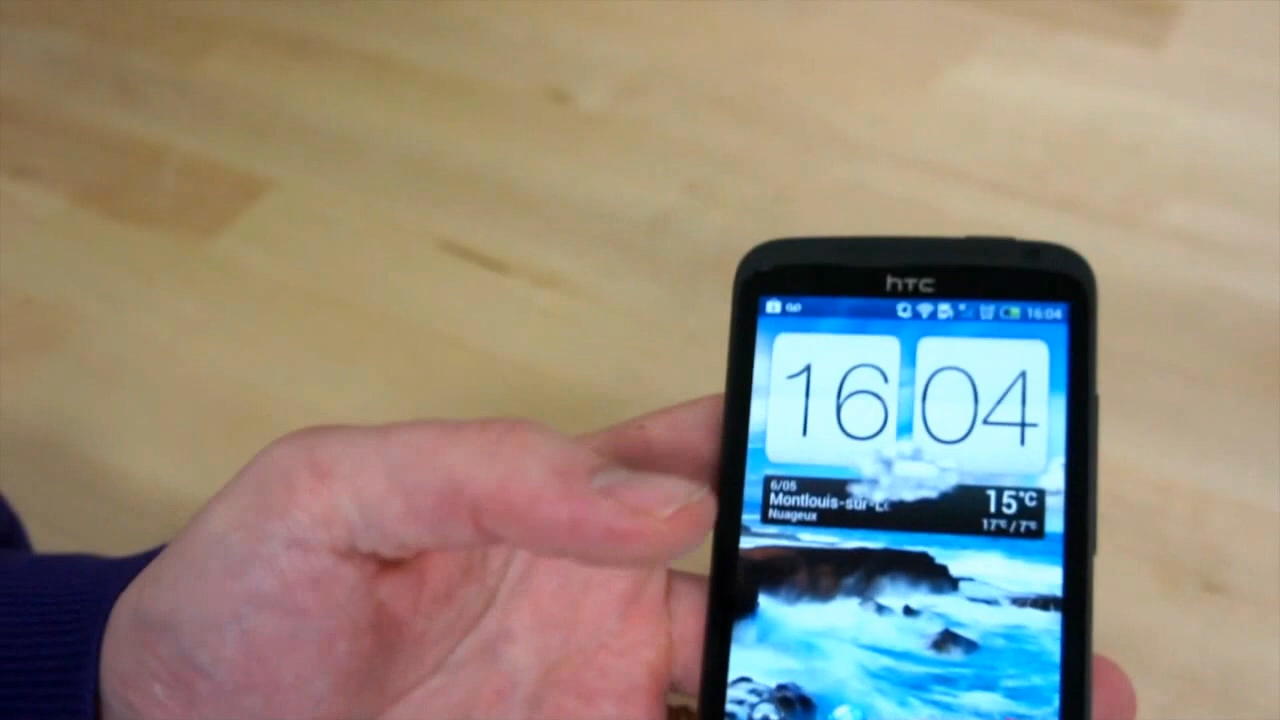 hTC
16:04
16 04
6/05
Montlouis-sur-L
15°C
Nuageux
17°C / 7°C